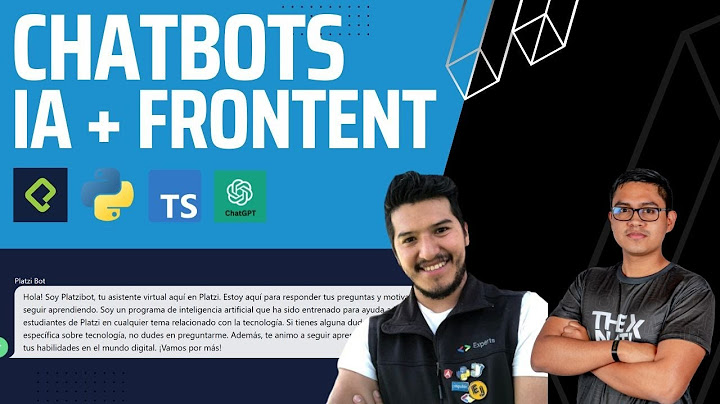 CHATBOTS
IA + FRONTENT
TS
ChatGPT
Platzi Bot
Hola! Soy Platzibot, tu asistente virtual aquí en Platzi. Estoy aquí para responder tus preguntas y
seguir aprendiendo. Soy un programa de inteligencia artificial que ha sido entrenado para ayuda
estudiantes de Platzi en cualquier tema relacionado con la tecnología. Si tienes alguna dud
específica sobre tecnología, no dudes en preguntarme. Además, te animo a seguir apre
tus habilidades en el mundo digital. ¡Vamos por más!
Experts
THE X